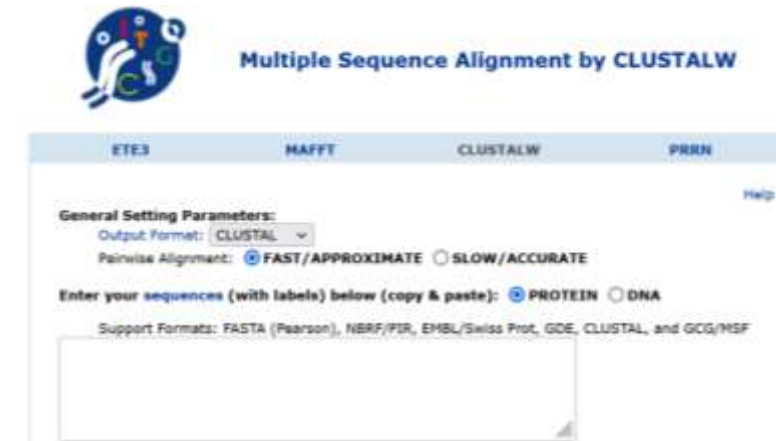 I T G C S C
Multiple Sequence Alignment by CLUSTALW
ETE3 MAFFT CLUSTALW PRRN
Help
General Setting Parameters:
Output Format: CLUSTAL
Pairwise Alignment: FAST/APPROXIMATE SLOW/ACCURATE
Enter your sequences (with labels) below (copy & paste): PROTEIN DNA
Support Formats: FASTA (Pearson), NBRF/PIR, EMBL/Swiss Prot, GDE, CLUSTAL, and GCG/MSF